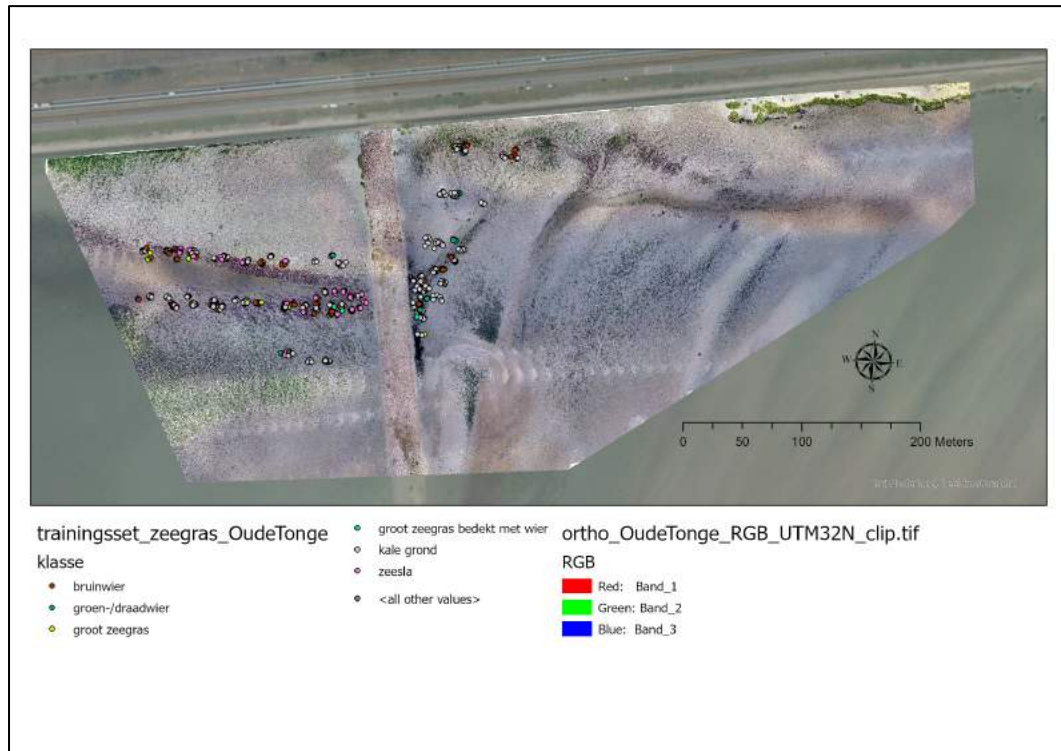 N
W
E
S
0
50
100
200 Meters
trainingsset_zeegras_OudeTonge
klasse
bruinwier
groen-/draadwier
groot zeegras
groot zeegras bedekt met wier
kale grond
zeesla
<all other values>
ortho_OudeTonge_RGB_UTM32N_clip.tif
RGB
Red: Band_1
Green: Band_2
Blue: Band_3